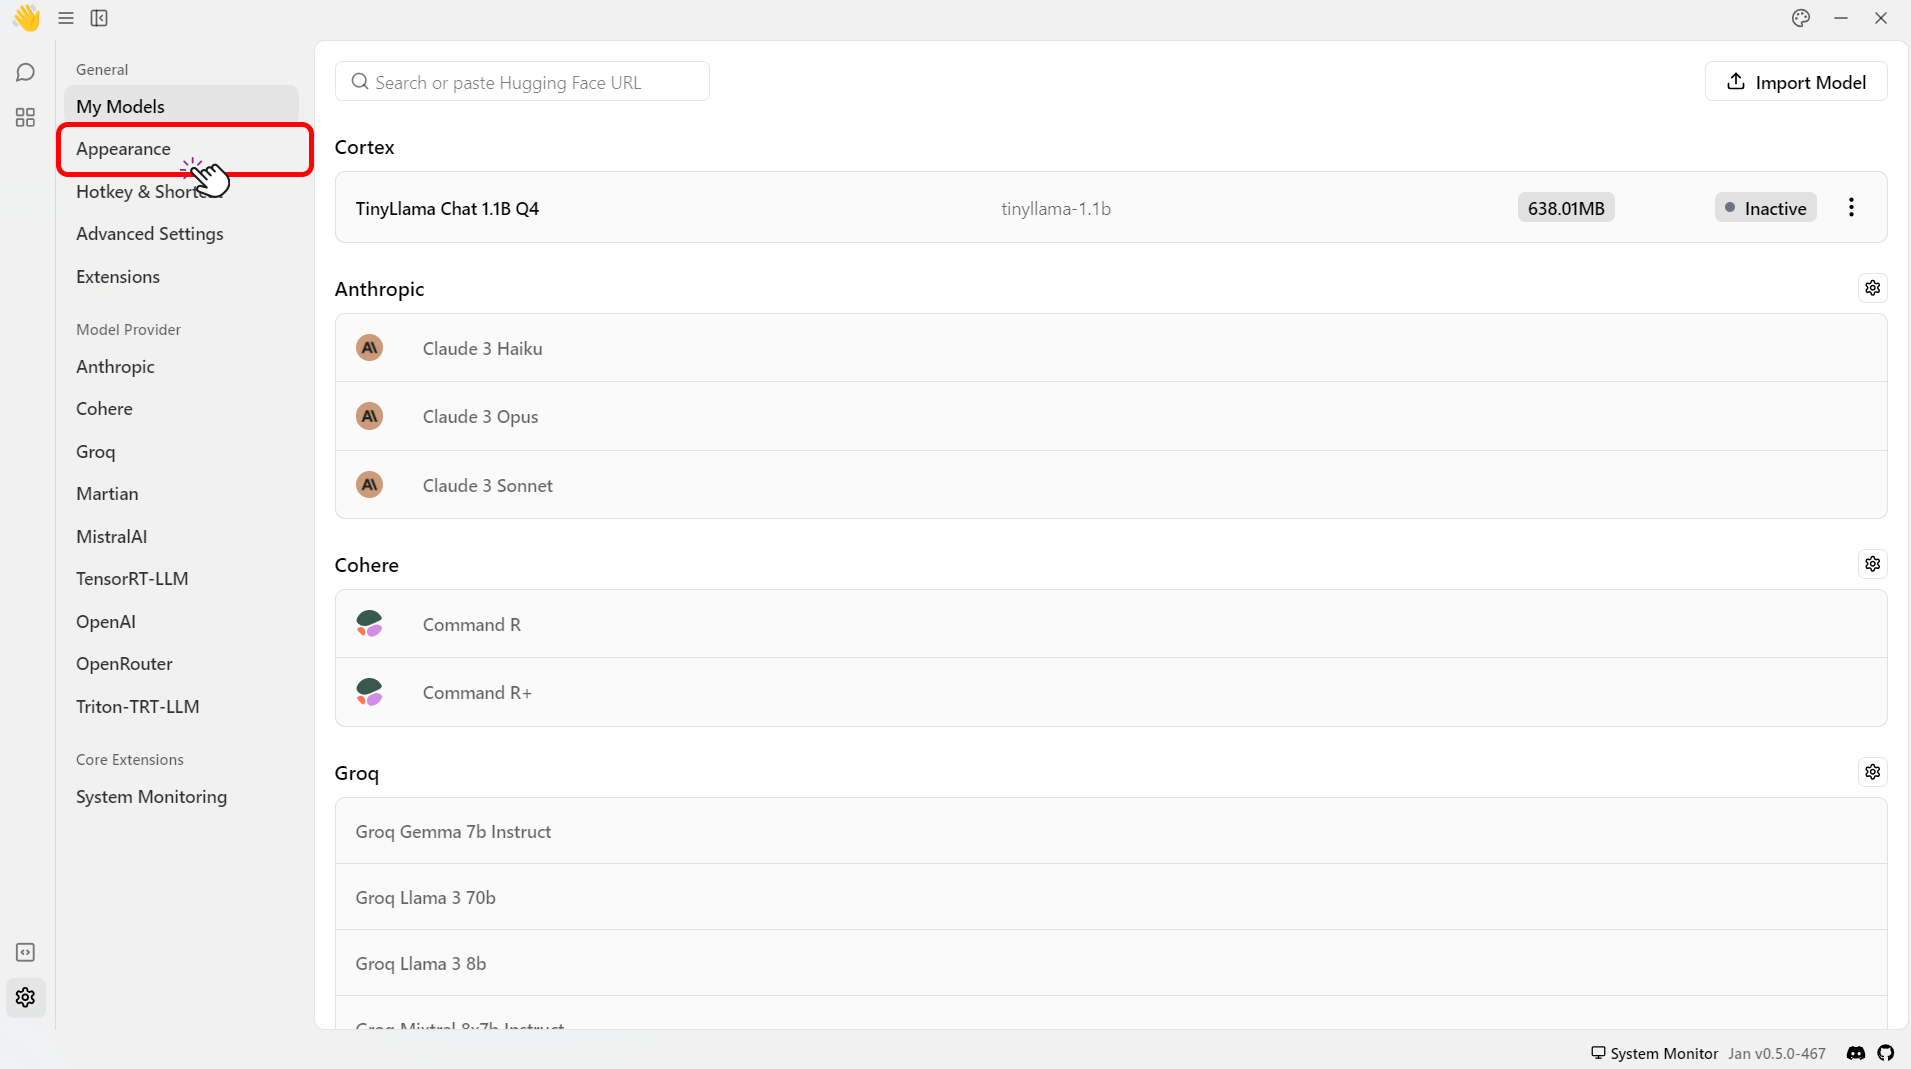 General
My Models
Appearance
Hotkey &
Advanced Settings
Extensions
Model Provider
Anthropic
Cohere
Groq
Martian
MistralAI
TensorRT-LLM
OpenAI
OpenRouter
Triton-TRT-LLM
Core Extensions
System Monitoring
Search or paste Hugging Face URL
Import Model
Cortex
TinyLlama Chat 1.1B Q4 tinyllama-1.1b 638.01MB Inactive
Anthropic
Claude 3 Haiku
Claude 3 Opus
Claude 3 Sonnet
Cohere
Command R
Command R+
Groq
Groq Gemma 7b Instruct
Groq Llama 3 70b
Groq Llama 3 8b
Groq Mixtral 8x7b Instruct
System Monitor Jan v0.5.0-467